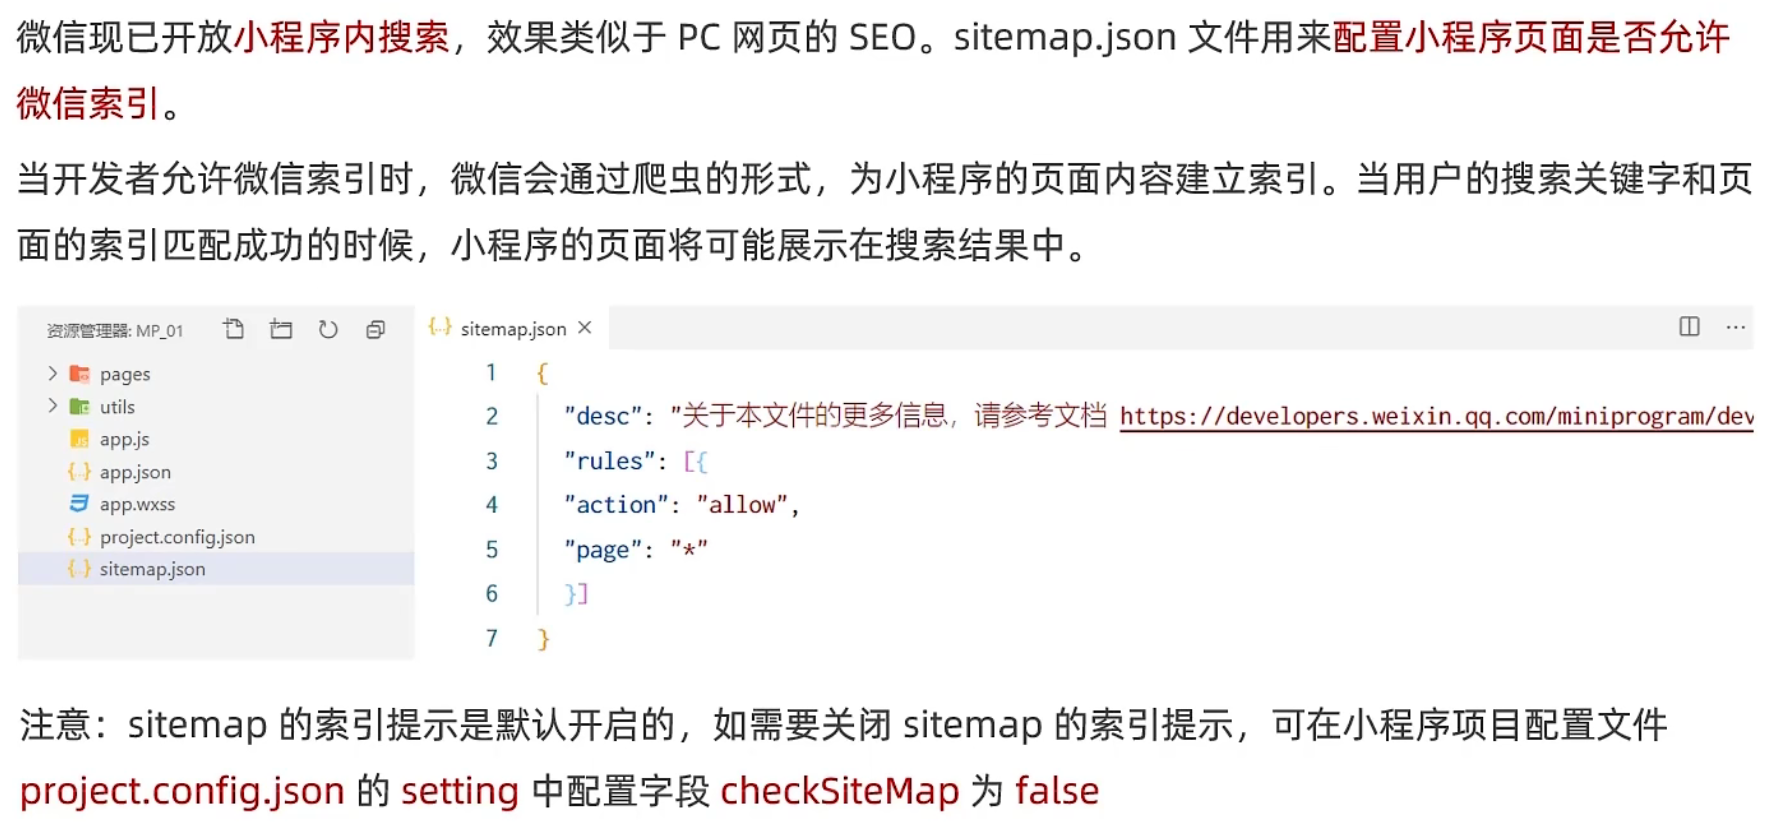 微信现已开放小程序内搜索，效果类似于 PC 网页的 SEO。sitemap.json 文件用来配置小程序页面是否允许
微信索引。
当开发者允许微信索引时，微信会通过爬虫的形式，为小程序的页面内容建立索引。当用户的搜索关键字和页
面的索引匹配成功的时候，小程序的页面将可能展示在搜索结果中。
资源管理器: MP_01
pages
utils
app.js
app.json
app.wxss
project.config.json
sitemap.json
sitemap.json
1 {
2 "desc": "关于本文件的更多信息，请参考文档 https://developers.weixin.qq.com/miniprogram/dev
3 "rules": [{
4 "action": "allow",
5 "page": "*"
6 }]
7 }
注意：sitemap 的索引提示是默认开启的，如需要关闭 sitemap 的索引提示，可在小程序项目配置文件
project.config.json 的 setting 中配置字段 checkSiteMap 为 false